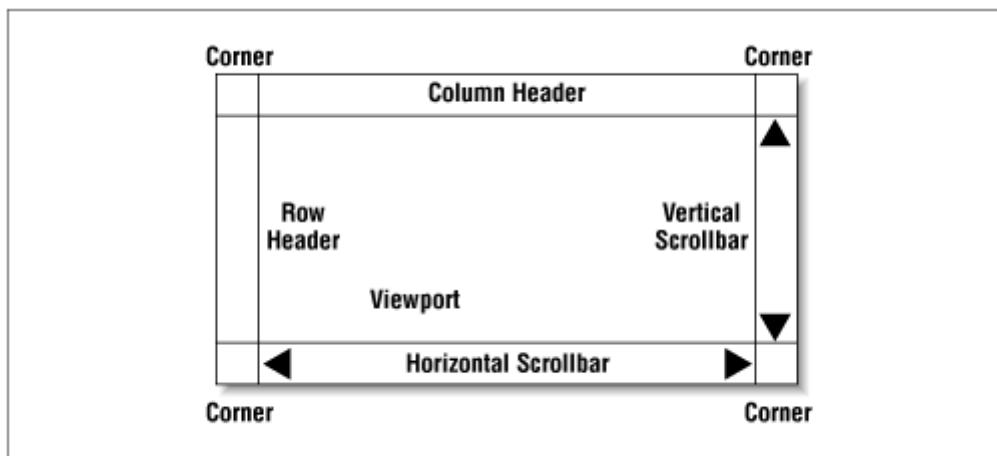 Corner Corner
Column Header
Row
Header
Vertical
Scrollbar
Viewport
Horizontal Scrollbar
Corner Corner